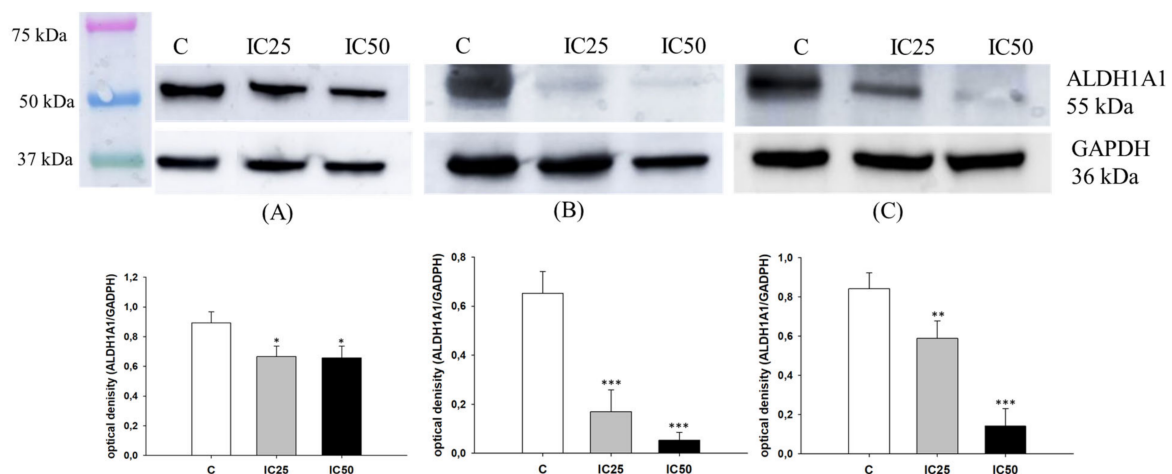 75 kDa
50 kDa
37 kDa
C IC25 IC50
C IC25 IC50
C IC25 IC50
ALDH1A1
55 kDa
GAPDH
36 kDa
(A)
(B)
(C)
optical denisity (ALDH1A1/GADPH)
1,2
1,0
0,8
0,6
0,4
0,2
0,0
* *
C IC25 IC50
optical denisity (ALDH1A1/GADPH)
0,8
0,6
0,4
0,2
0,0
***
***
C IC25 IC50
optical denisity (ALDH1A1/GADPH)
1,0
0,8
0,6
0,4
0,2
0,0
**
***
C IC25 IC50